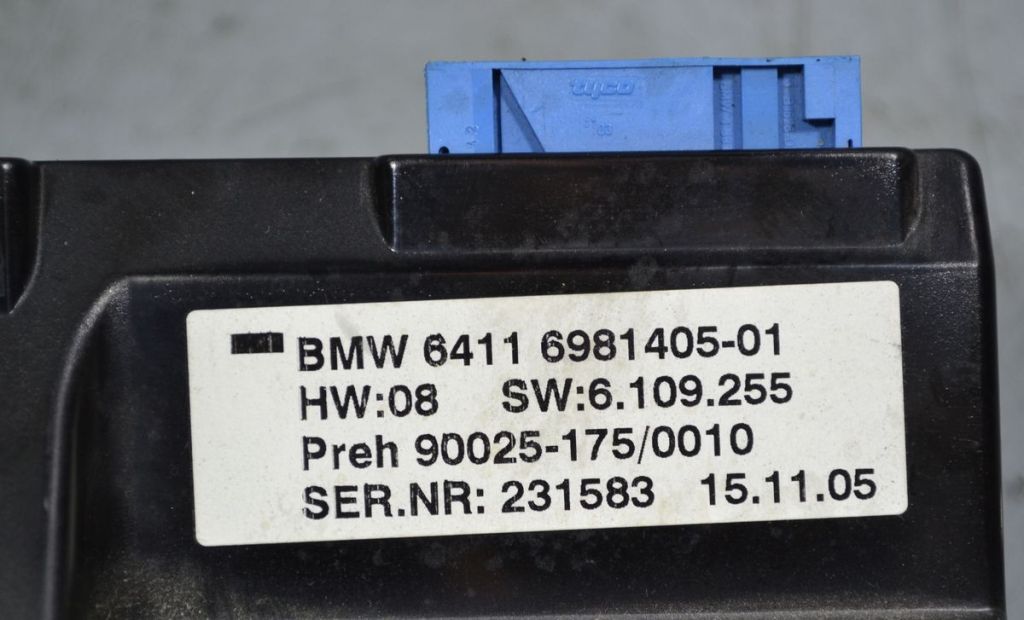 tyco
BMW 6411 6981405-01
HW:08 SW:6.109.255
Preh 90025-175/0010
SER.NR: 231583 15.11.05